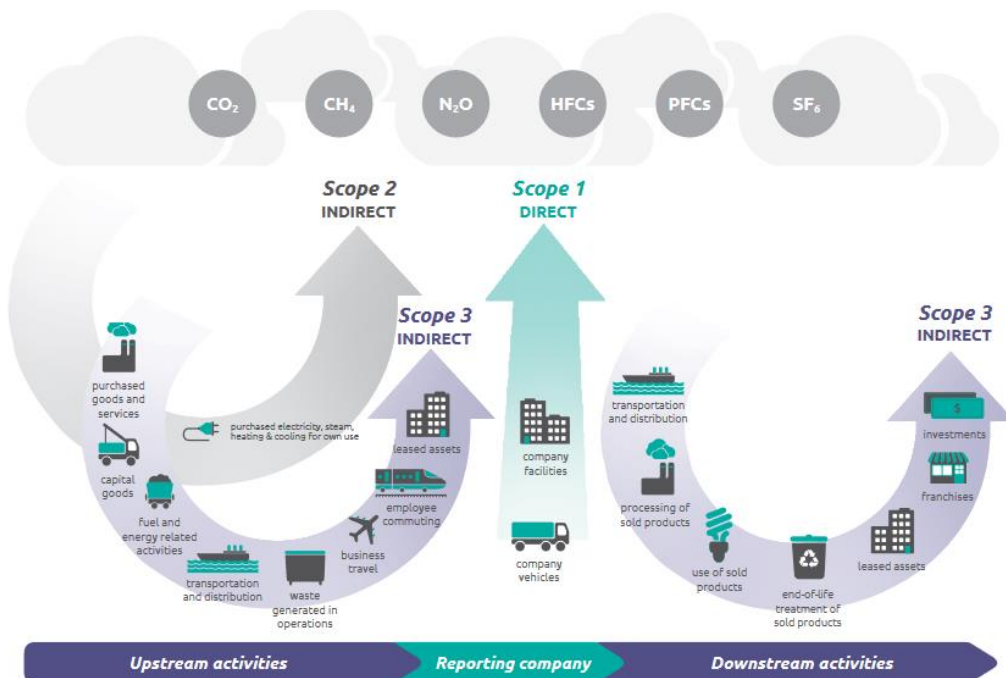 CO₂
CH₄
N₂O
HFCs
PFCs
SF₆
Scope 2
INDIRECT
Scope 1
DIRECT
Scope 3
INDIRECT
Scope 3
INDIRECT
purchased
goods and
services
capital
goods
fuel and
energy related
activities
purchased electricity, steam,
heating & cooling for own use
transportation
and distribution
waste
generated in
operations
business
travel
employee
commuting
leased assets
company
facilities
company
vehicles
transportation
and distribution
processing of
sold products
use of sold
products
end-of-life
treatment of
sold products
leased assets
franchises
investments
$
Upstream activities
Reporting company
Downstream activities